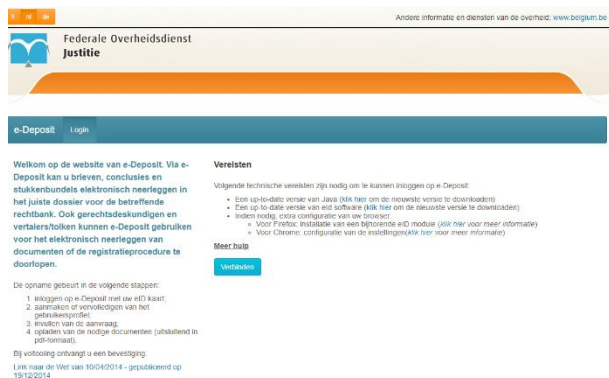 fr nl de
Andere informatie en diensten van de overheid: www.belgium.be
Federale Overheidsdienst
Justitie
e-Deposit Login
Welkom op de website van e-Deposit. Via e-
Deposit kan u brieven, conclusies en
stukkenbundels elektronisch neerleggen in
het juiste dossier voor de betreffende
rechtbank. Ook gerechtsdeskundigen en
vertalers/tolken kunnen e-Deposit gebruiken
voor het elektronisch neerleggen van
documenten of de registratieprocedure te
doorlopen.
De opname gebeurt in de volgende stappen:
1. inloggen op e-Deposit met uw eID kaart;
2. aanmaken of vervolledigen van het
gebruikersprofiel;
3. invullen van de aanvraag;
4. opladen van de nodige documenten (uitsluitend in
pdf-formaat).
Bij voltooiing ontvangt u een bevestiging.
Link naar de Wet van 10/04/2014 - gepubliceerd op
19/12/2014
Vereisten
Volgende technische vereisten zijn nodig om te kunnen inloggen op e-Deposit:
• Een up-to-date versie van Java (klik hier om de nieuwste versie te downloaden)
• Een up-to-date versie van eid software (klik hier om de nieuwste versie te downloaden)
• Indien nodig, extra configuratie van uw browser
○ Voor Firefox: installatie van een bijhorende eID module (klik hier voor meer informatie)
○ Voor Chrome: configuratie van de instellingen(klik hier voor meer informatie)
Meer hulp
Verbinden